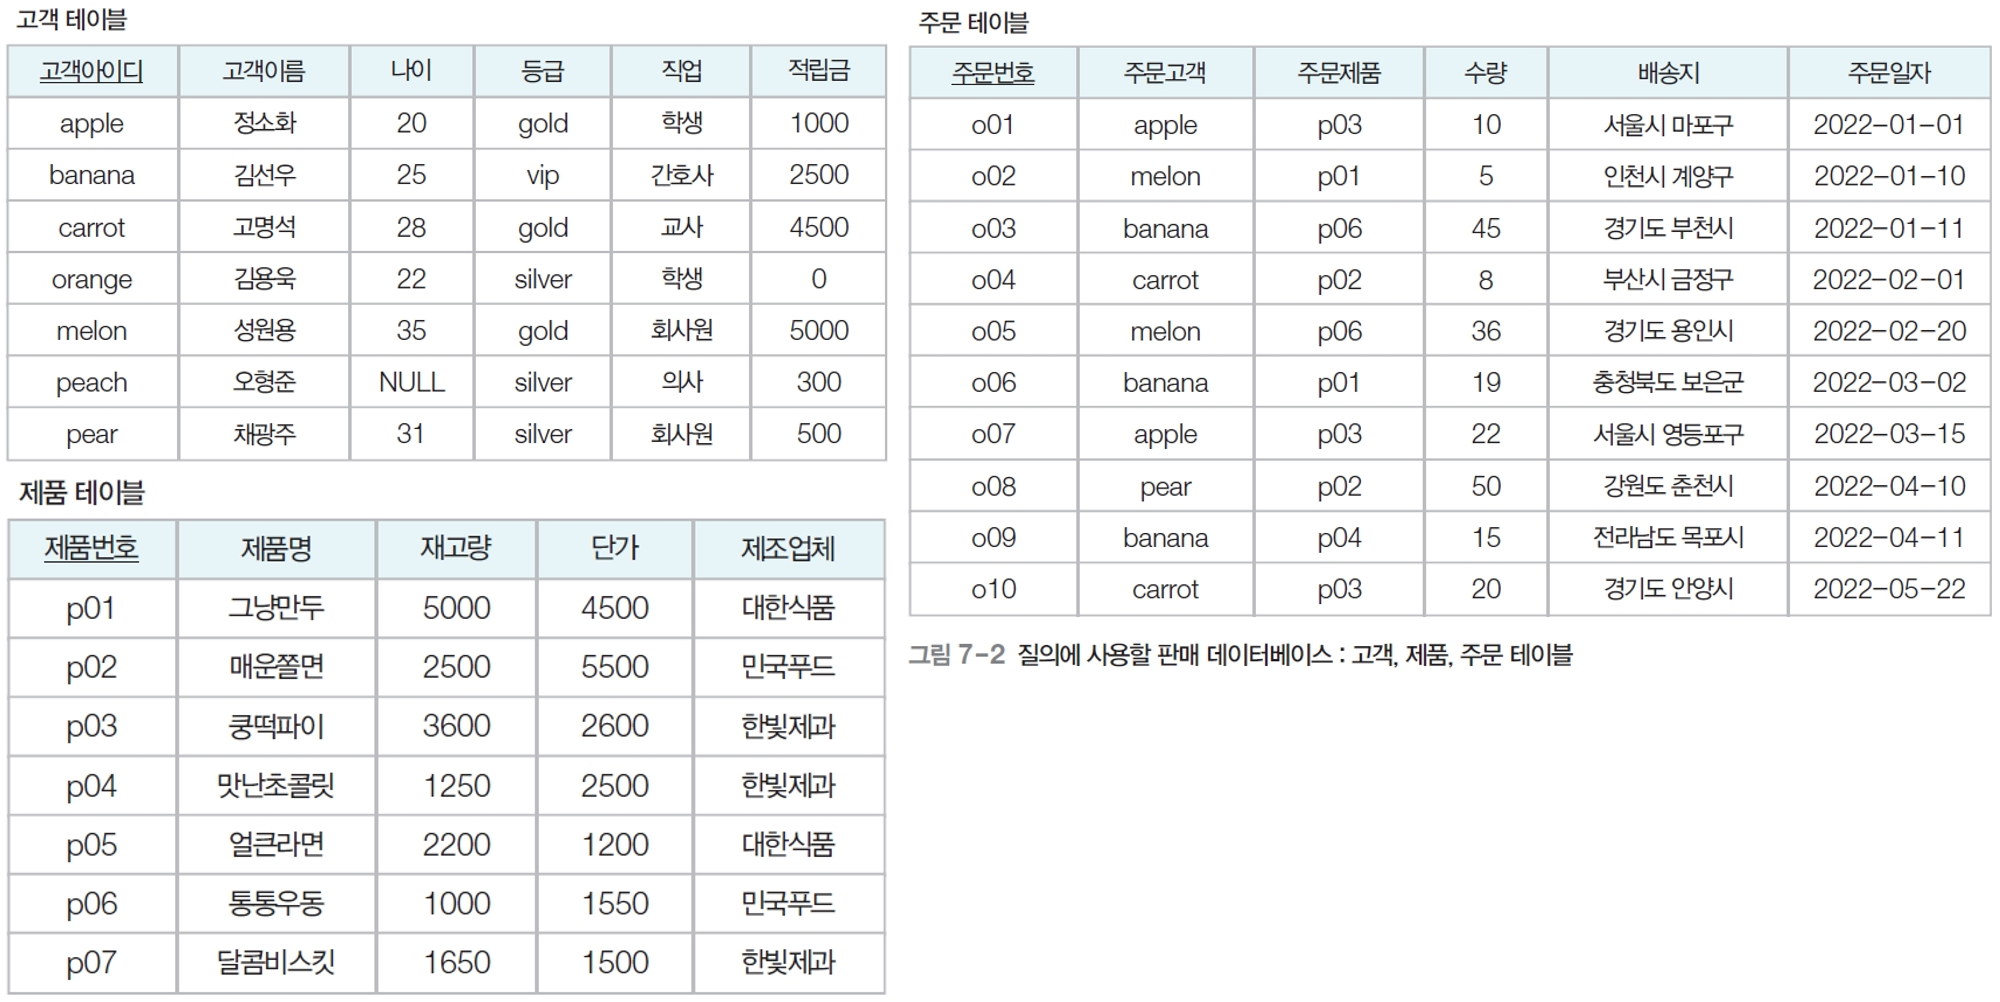 고객 테이블
고객아이디 고객이름 나이 등급 직업 적립금
apple 정소화 20 gold 학생 1000
banana 김선우 25 vip 간호사 2500
carrot 고명석 28 gold 교사 4500
orange 김용욱 22 silver 학생 0
melon 성원용 35 gold 회사원 5000
peach 오형준 NULL silver 의사 300
pear 채광주 31 silver 회사원 500
제품 테이블
제품번호 제품명 재고량 단가 제조업체
p01 그냥만두 5000 4500 대한식품
p02 매운쫄면 2500 5500 민국푸드
p03 쿵떡파이 3600 2600 한빛제과
p04 맛난초콜릿 1250 2500 한빛제과
p05 얼큰라면 2200 1200 대한식품
p06 통통우동 1000 1550 민국푸드
p07 달콤비스킷 1650 1500 한빛제과
주문 테이블
주문번호 주문고객 주문제품 수량 배송지 주문일자
o01 apple p03 10 서울시 마포구 2022-01-01
o02 melon p01 5 인천시 계양구 2022-01-10
o03 banana p06 45 경기도 부천시 2022-01-11
o04 carrot p02 8 부산시 금정구 2022-02-01
o05 melon p06 36 경기도 용인시 2022-02-20
o06 banana p01 19 충청북도 보은군 2022-03-02
o07 apple p03 22 서울시 영등포구 2022-03-15
o08 pear p02 50 강원도 춘천시 2022-04-10
o09 banana p04 15 전라남도 목포시 2022-04-11
o10 carrot p03 20 경기도 안양시 2022-05-22
그림 7-2 질의에 사용할 판매 데이터베이스 : 고객, 제품, 주문 테이블